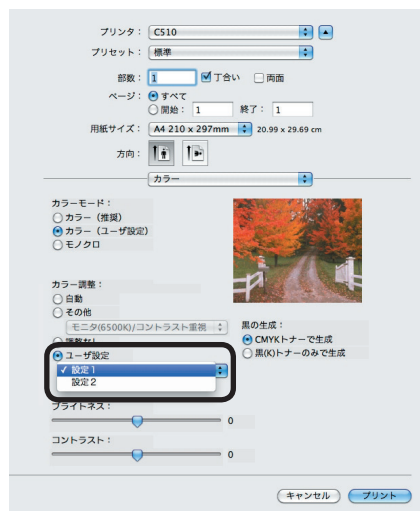 プリンタ： C510
プリセット： 標準
部数： 1 丁合い 両面
ページ： すべて
開始： 1 終了： 1
用紙サイズ： A4 210 x 297mm 20.99 x 29.69 cm
方向：
カラー
カラーモード：
カラー（推奨）
カラー（ユーザ設定）
モノクロ
カラー調整：
自動
その他
モニタ(6500K)/コントラスト重視
黒の生成：
調整なし
CMYKトナーで生成
ユーザ設定
黒(K)トナーのみで生成
✓ 設定1
設定2
ブライトネス：
0
コントラスト：
0
キャンセル プリント